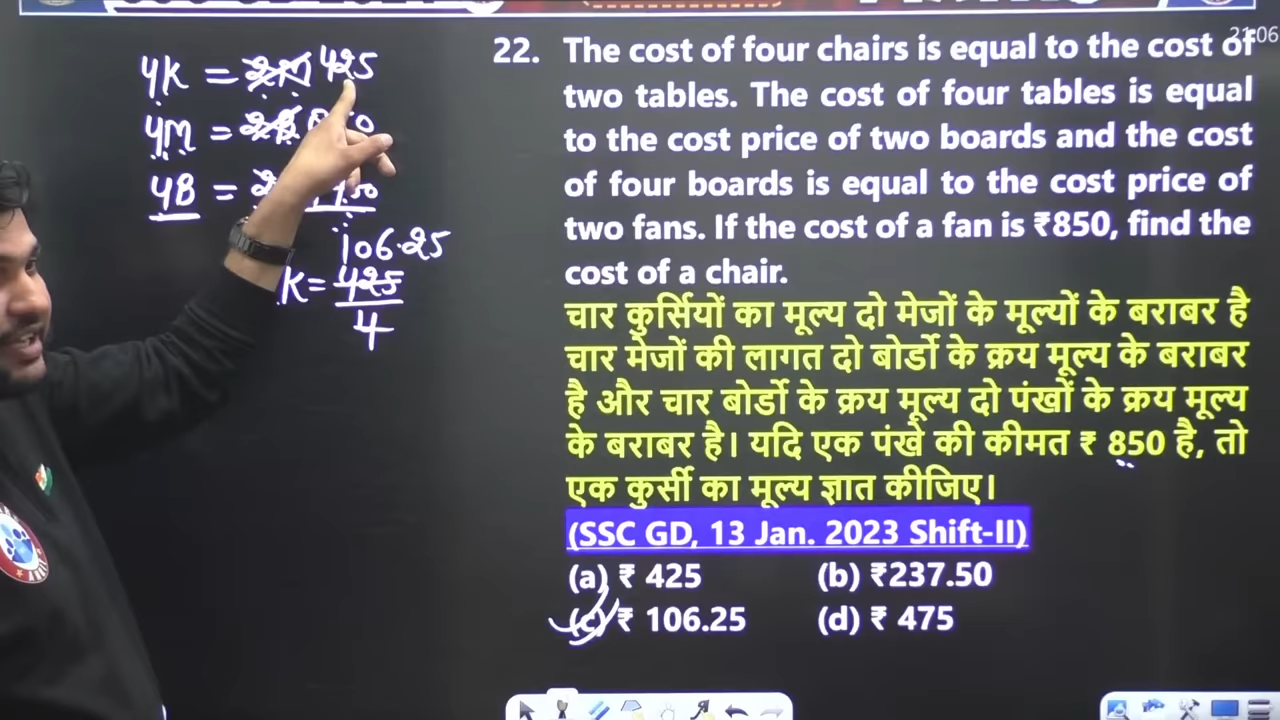 21:06
4K = 2M 425
4M = 2B
4B =
106.25
K = 425
4
22. The cost of four chairs is equal to the cost of
two tables. The cost of four tables is equal
to the cost price of two boards and the cost
of four boards is equal to the cost price of
two fans. If the cost of a fan is ₹850, find the
cost of a chair.
चार कुर्सियों का मूल्य दो मेजों के मूल्यों के बराबर है
चार मेजों की लागत दो बोर्डो के क्रय मूल्य के बराबर
है और चार बोर्डो के क्रय मूल्य दो पंखों के क्रय मूल्य
के बराबर है। यदि एक पंखे की कीमत ₹ 850 है, तो
एक कुर्सी का मूल्य ज्ञात कीजिए।
(SSC GD, 13 Jan. 2023 Shift-II)
(a) ₹ 425 (b) ₹237.50
(c) ₹ 106.25 (d) ₹ 475